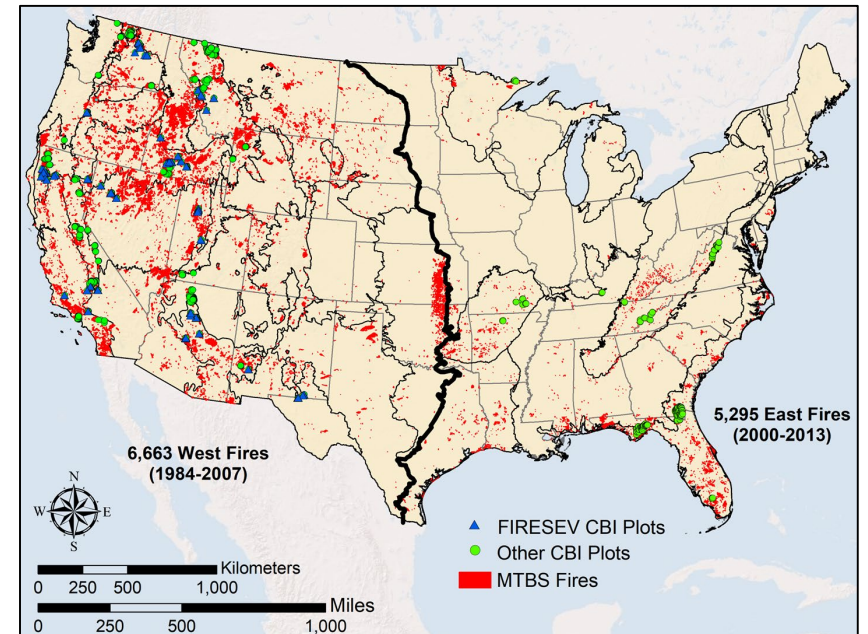 5,295 East Fires
(2000-2013)
6,663 West Fires
(1984-2007)
N
W E
S
FIRESEV CBI Plots
Other CBI Plots
MTBS Fires
Kilometers
0 250 500 1,000
Miles
0 250 500 1,000